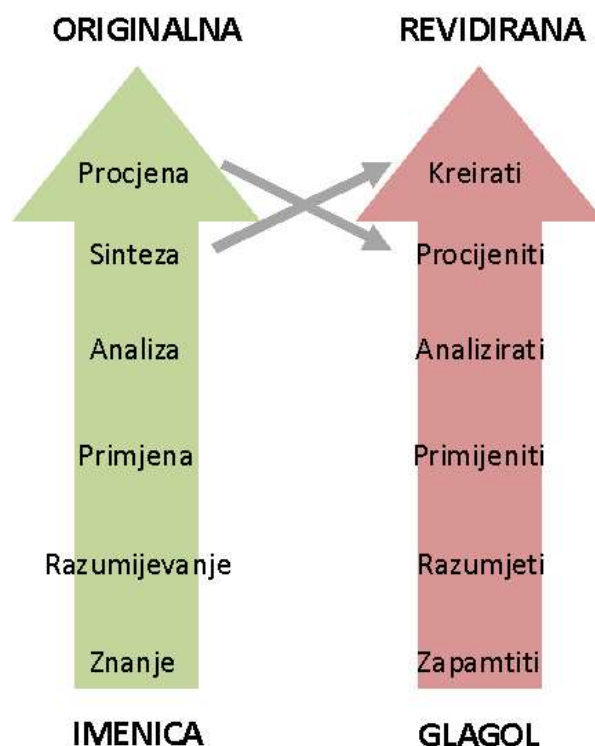 ORIGINALNA REVIDIRANA
Procjena Kreirati
Sinteza Procijeniti
Analiza Analizirati
Primjena Primijeniti
Razumijevanje Razumjeti
Znanje Zapamtiti
IMENICA GLAGOL